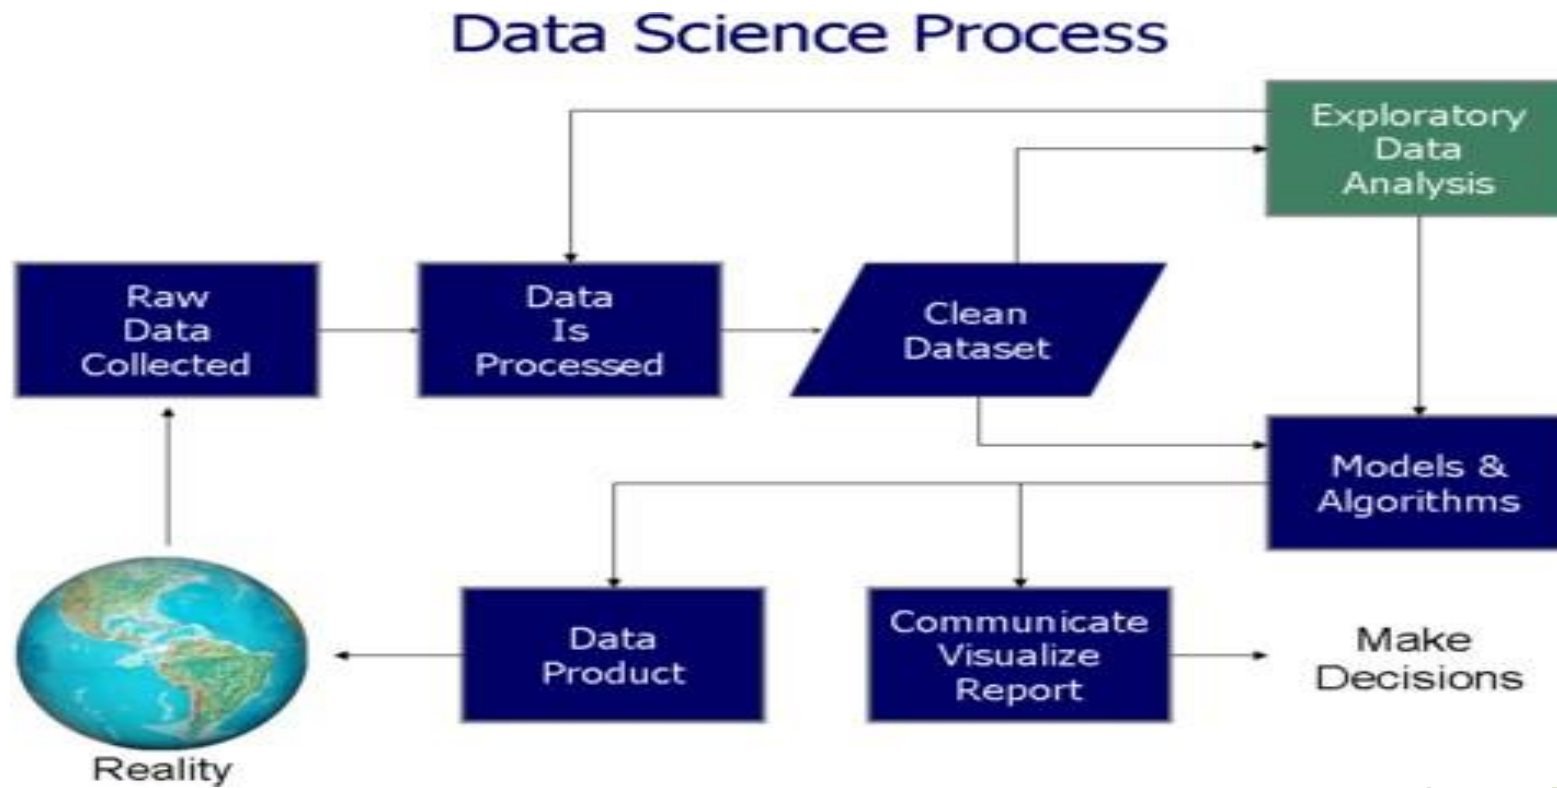 Data Science Process
Exploratory
Data
Analysis
Raw
Data
Collected
Data
Is
Processed
Clean
Dataset
Models &
Algorithms
Data
Product
Communicate
Visualize
Report
Make
Decisions
Reality